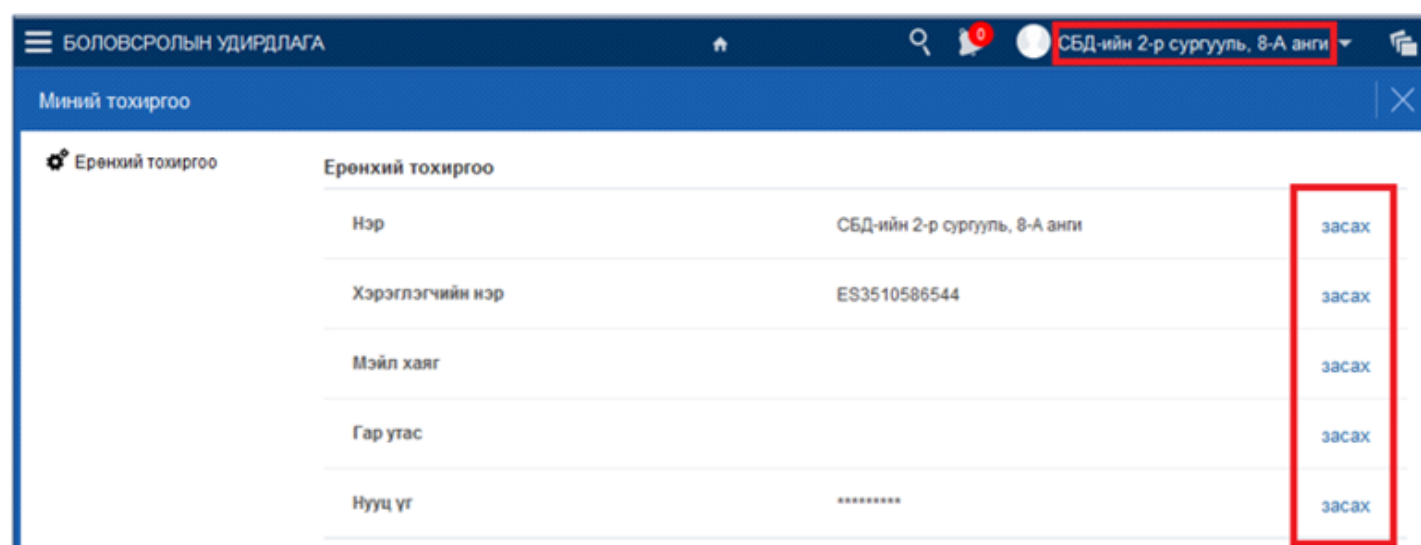 БОЛОВСРОЛЫН УДИРДЛАГА 0 СБД-ийн 2-р сургууль, 8-А анги
Миний тохиргоо
Ерөнхий тохиргоо
Ерөнхий тохиргоо
Нэр СБД-ийн 2-р сургууль, 8-А анги засах
Хэрэглэгчийн нэр ES3510586544 засах
Мэйл хаяг засах
Гар утас засах
Нууц үг ********* засах